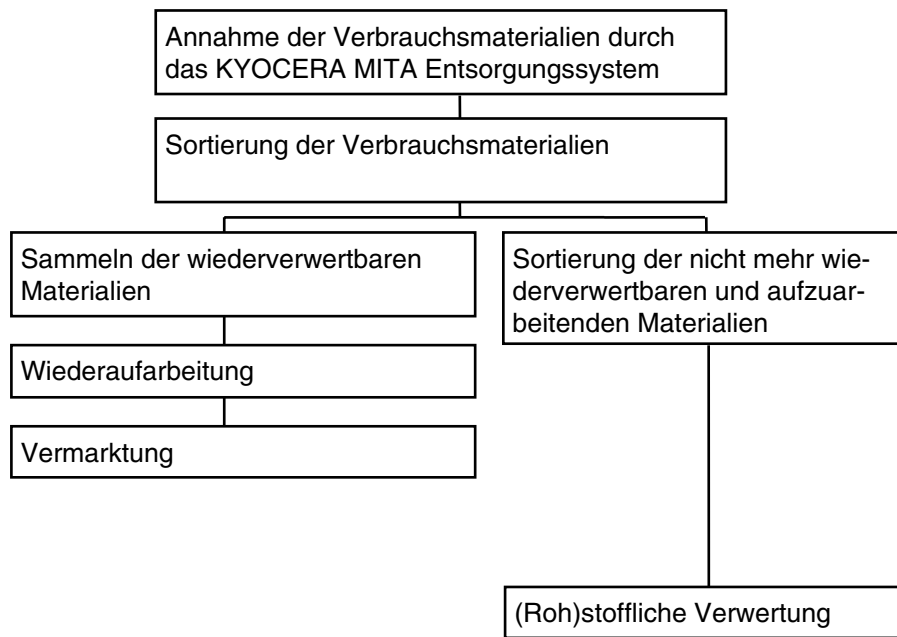 Annahme der Verbrauchsmaterialien durch
das KYOCERA MITA Entsorgungssystem
Sortierung der Verbrauchsmaterialien
Sammeln der wiederverwertbaren
Materialien
Sortierung der nicht mehr wie-
derverwertbaren und aufzuar-
beitenden Materialien
Wiederaufarbeitung
Vermarktung
(Roh)stoffliche Verwertung